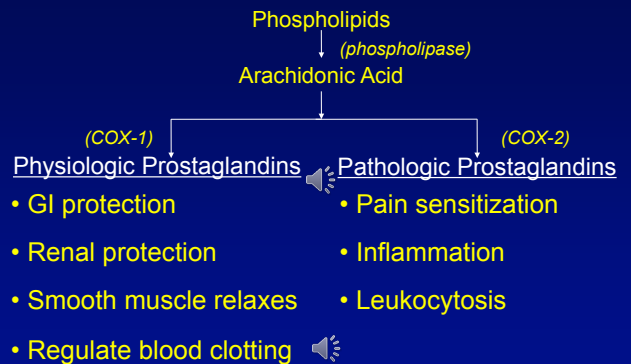 Phospholipids
(phospholipase)
Arachidonic Acid
(COX-1)
(COX-2)
Physiologic Prostaglandins
Pathologic Prostaglandins
• GI protection
• Pain sensitization
• Renal protection
• Inflammation
• Smooth muscle relaxes
• Leukocytosis
• Regulate blood clotting